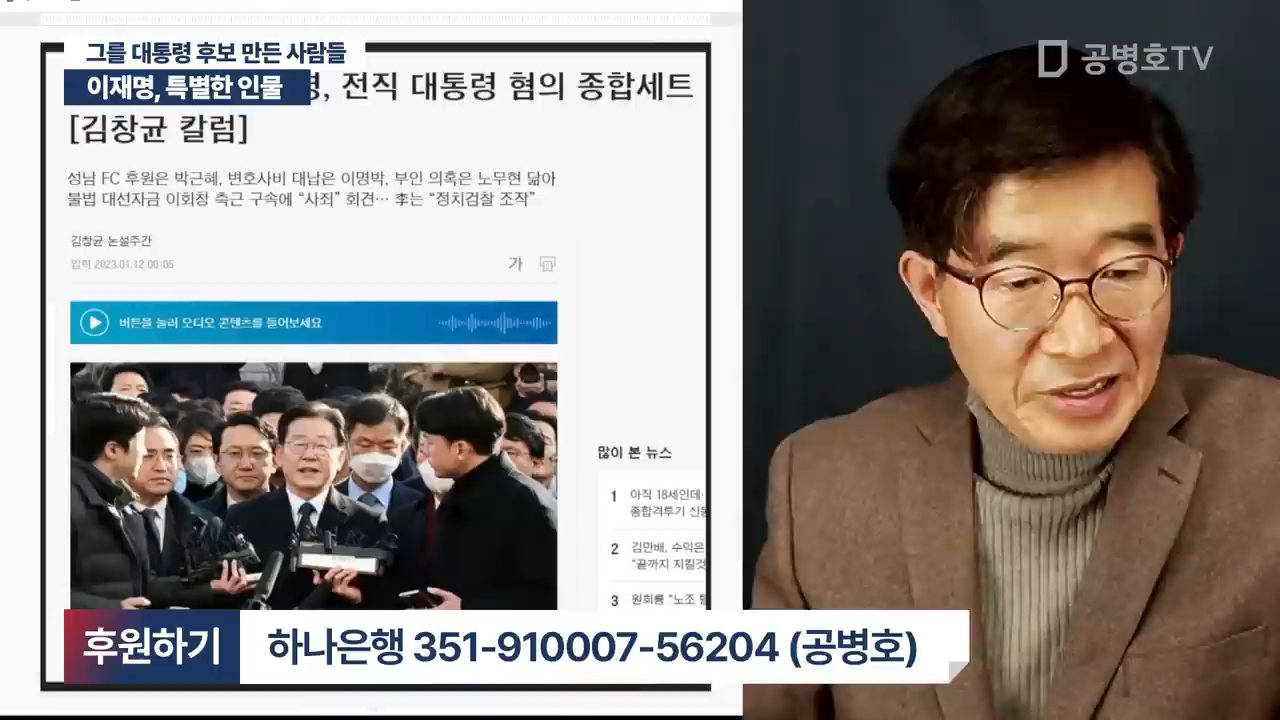 그를 대통령 후보 만든 사람들
이재명, 특별한 인물
명, 전직 대통령 혐의 종합세트
[김창균 칼럼]
성남 FC 후원은 박근혜, 변호사비 대납은 이명박, 부인 의혹은 노무현 닮아
불법 대선자금 이회창 측근 구속에 “사죄” 회견… 李는 “정치검찰 조작”
김창균 논설주간
입력 2023.01.12 00:05
가
버튼을 눌러 오디오 콘텐츠를 들어보세요
많이 본 뉴스
1 아직 18세인데·
종합격투기 신동
2 김만배, 수익은
“끝까지 지킬것
3 원희룡 “노조
공병호TV
후원하기
하나은행 351-910007-56204 (공병호)